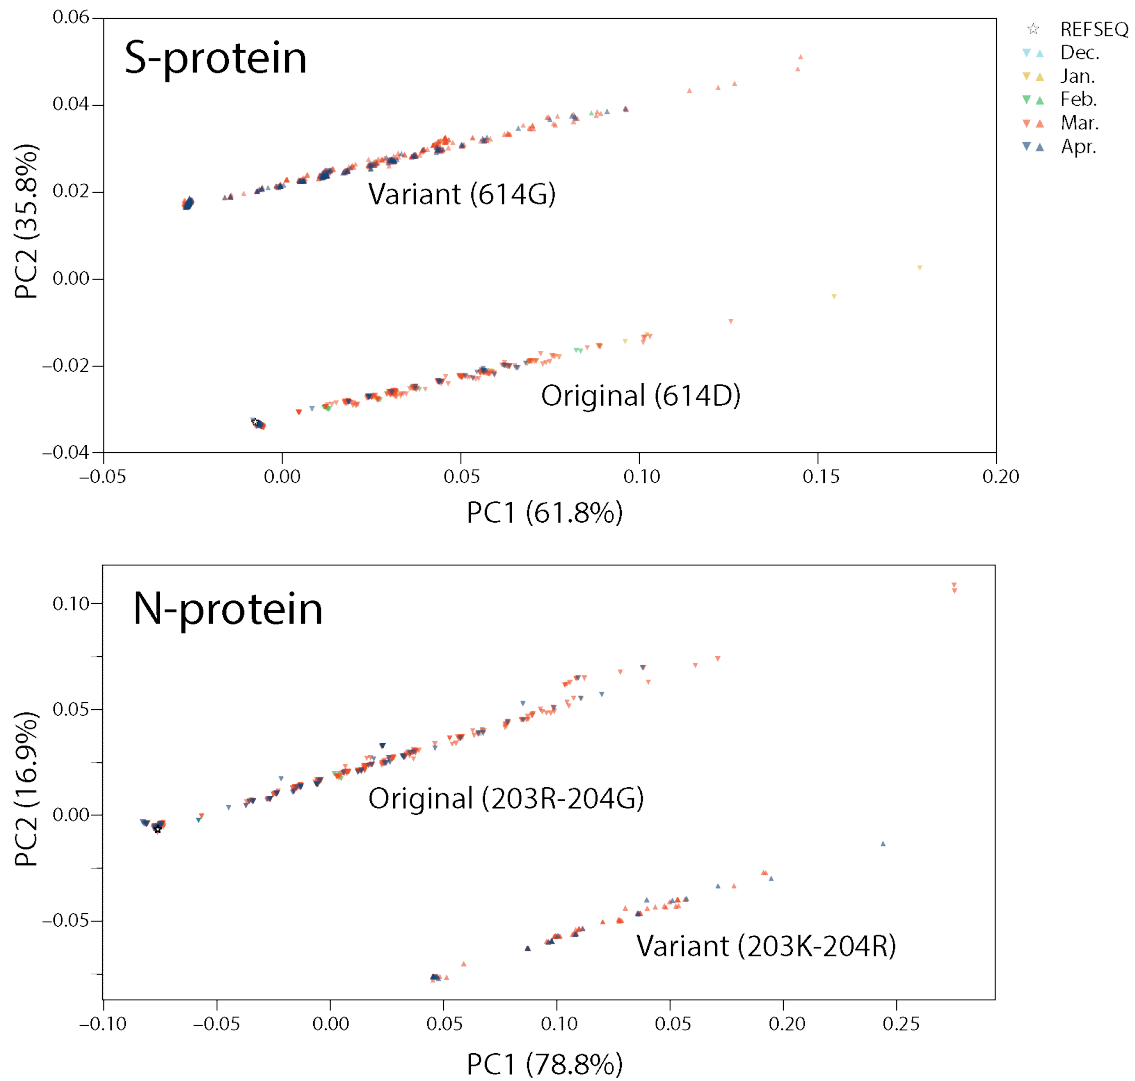 S-protein
0.06
0.04
0.02
0.00
−0.02
−0.04
PC2 (35.8%)
Variant (614G)
Original (614D)
−0.05
0.00
0.05
0.10
0.15
0.20
PC1 (61.8%)
REFSEQ
Dec.
Jan.
Feb.
Mar.
Apr.
N-protein
0.10
0.05
0.00
−0.05
PC2 (16.9%)
Original (203R-204G)
Variant (203K-204R)
−0.10
−0.05
0.00
0.05
0.10
0.05
0.20
0.25
PC1 (78.8%)